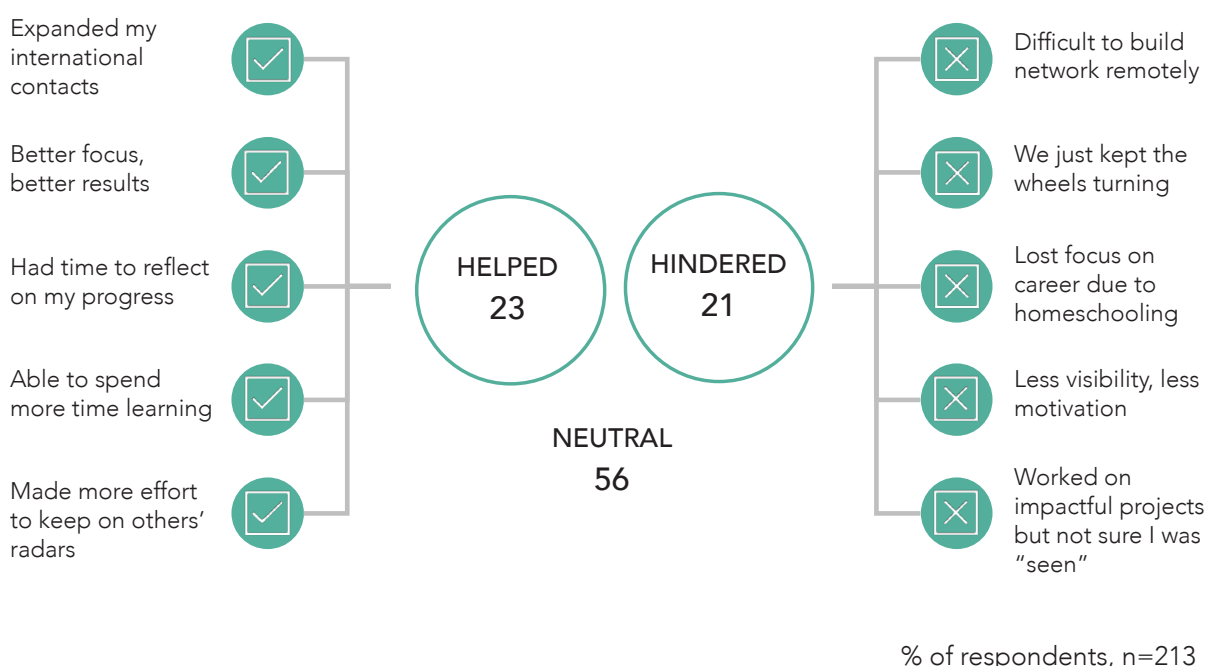 Expanded my
international
contacts
Better focus,
better results
Had time to reflect
on my progress
Able to spend
more time learning
Made more effort
to keep on others’
radars
HELPED
23
HINDERED
21
NEUTRAL
56
Difficult to build
network remotely
We just kept the
wheels turning
Lost focus on
career due to
homeschooling
Less visibility, less
motivation
Worked on
impactful projects
but not sure I was
“seen”
% of respondents, n=213